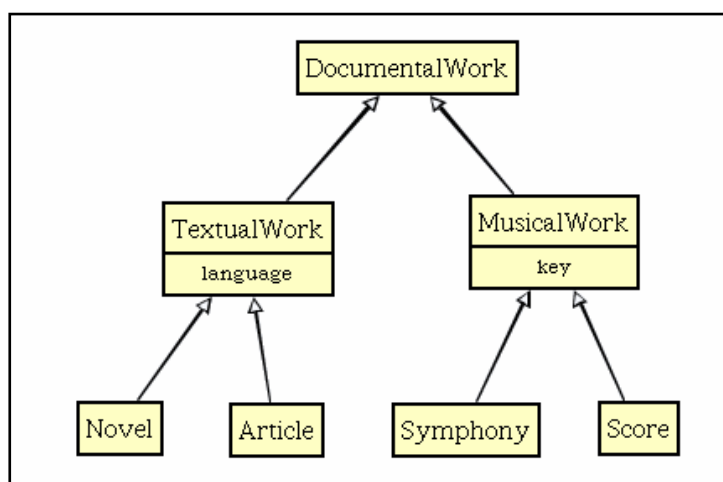 DocumentalWork
TextualWork
language
MusicalWork
key
Novel
Article
Symphony
Score